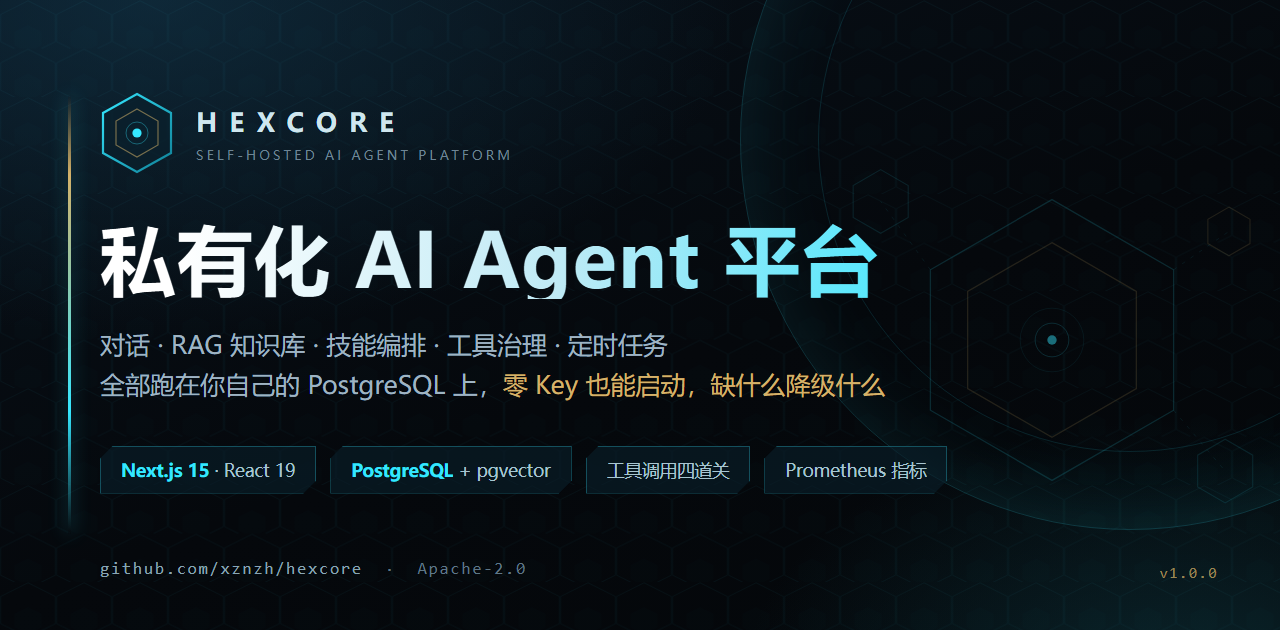 HEXCORE
SELF-HOSTED AI AGENT PLATFORM
私有化 AI Agent 平台
对话 · RAG 知识库 · 技能编排 · 工具治理 · 定时任务
全部跑在你自己的 PostgreSQL 上，零 Key 也能启动，缺什么降级什么
Next.js 15 · React 19
PostgreSQL + pgvector
工具调用四道关
Prometheus 指标
github.com/xznzh/hexcore · Apache-2.0
v1.0.0